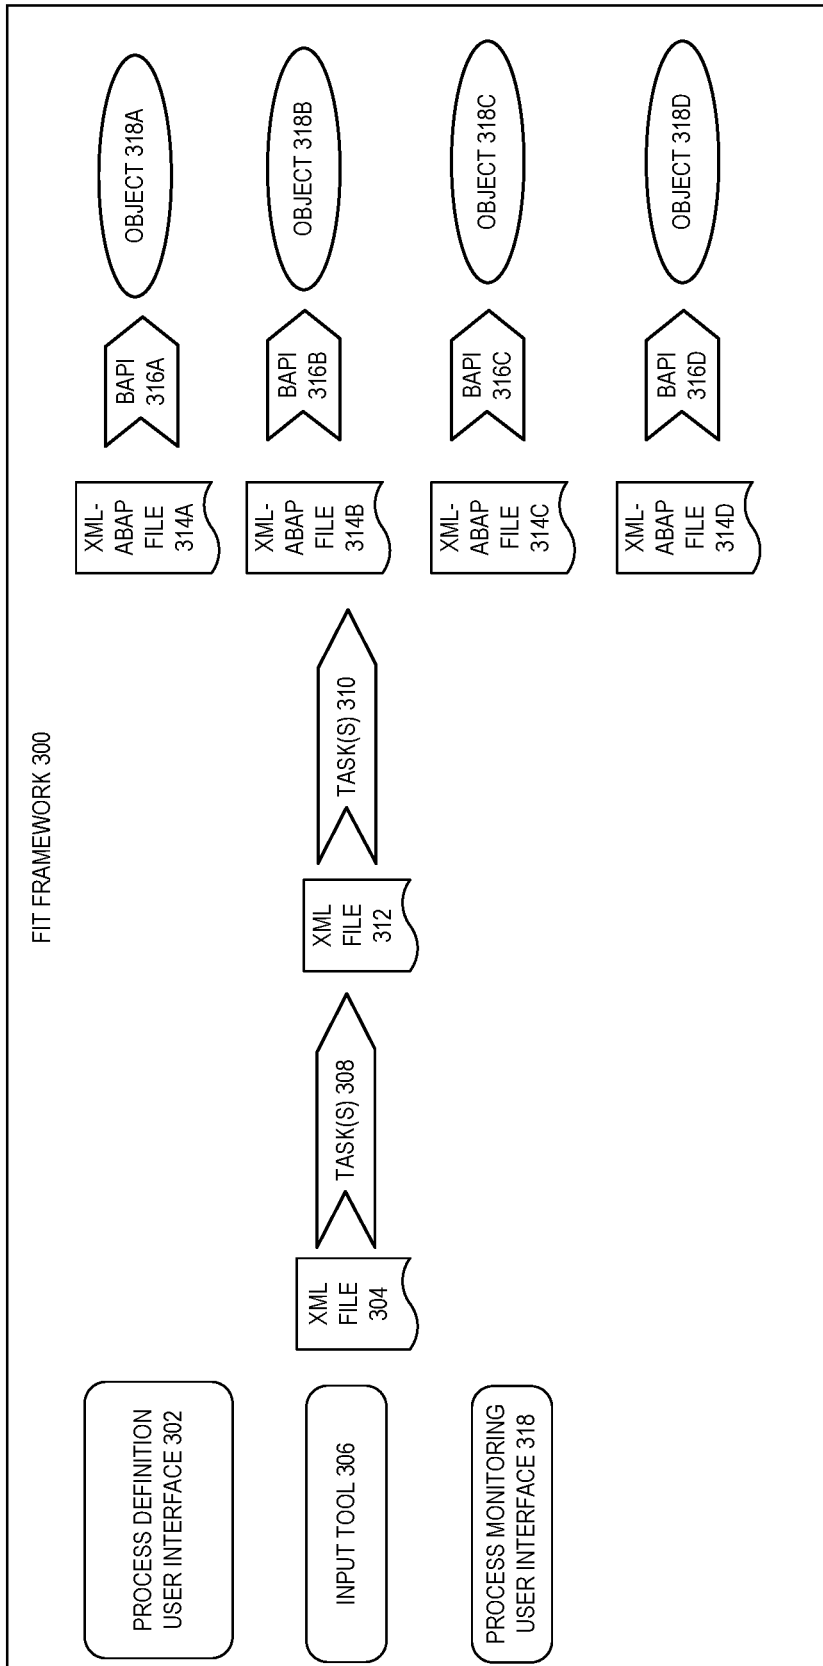 FIT FRAMEWORK 300
PROCESS DEFINITION
USER INTERFACE 302
INPUT TOOL 306
PROCESS MONITORING
USER INTERFACE 318
XML
FILE
304
TASK(S) 308
XML
FILE
312
TASK(S) 310
XML-
ABAP
FILE
314A
BAPI
316A
OBJECT 318A
XML-
ABAP
FILE
314B
BAPI
316B
OBJECT 318B
XML-
ABAP
FILE
314C
BAPI
316C
OBJECT 318C
XML-
ABAP
FILE
314D
BAPI
316D
OBJECT 318D